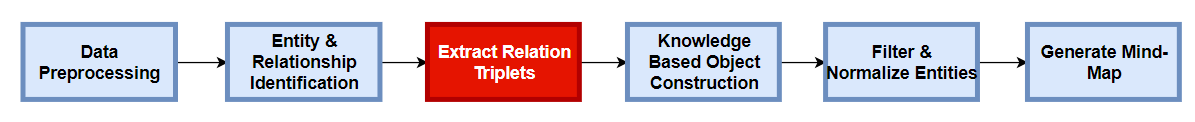 Data
Preprocessing
Entity &
Relationship
Identification
Extract Relation
Triplets
Knowledge
Based Object
Construction
Filter &
Normalize Entities
Generate Mind-
Map